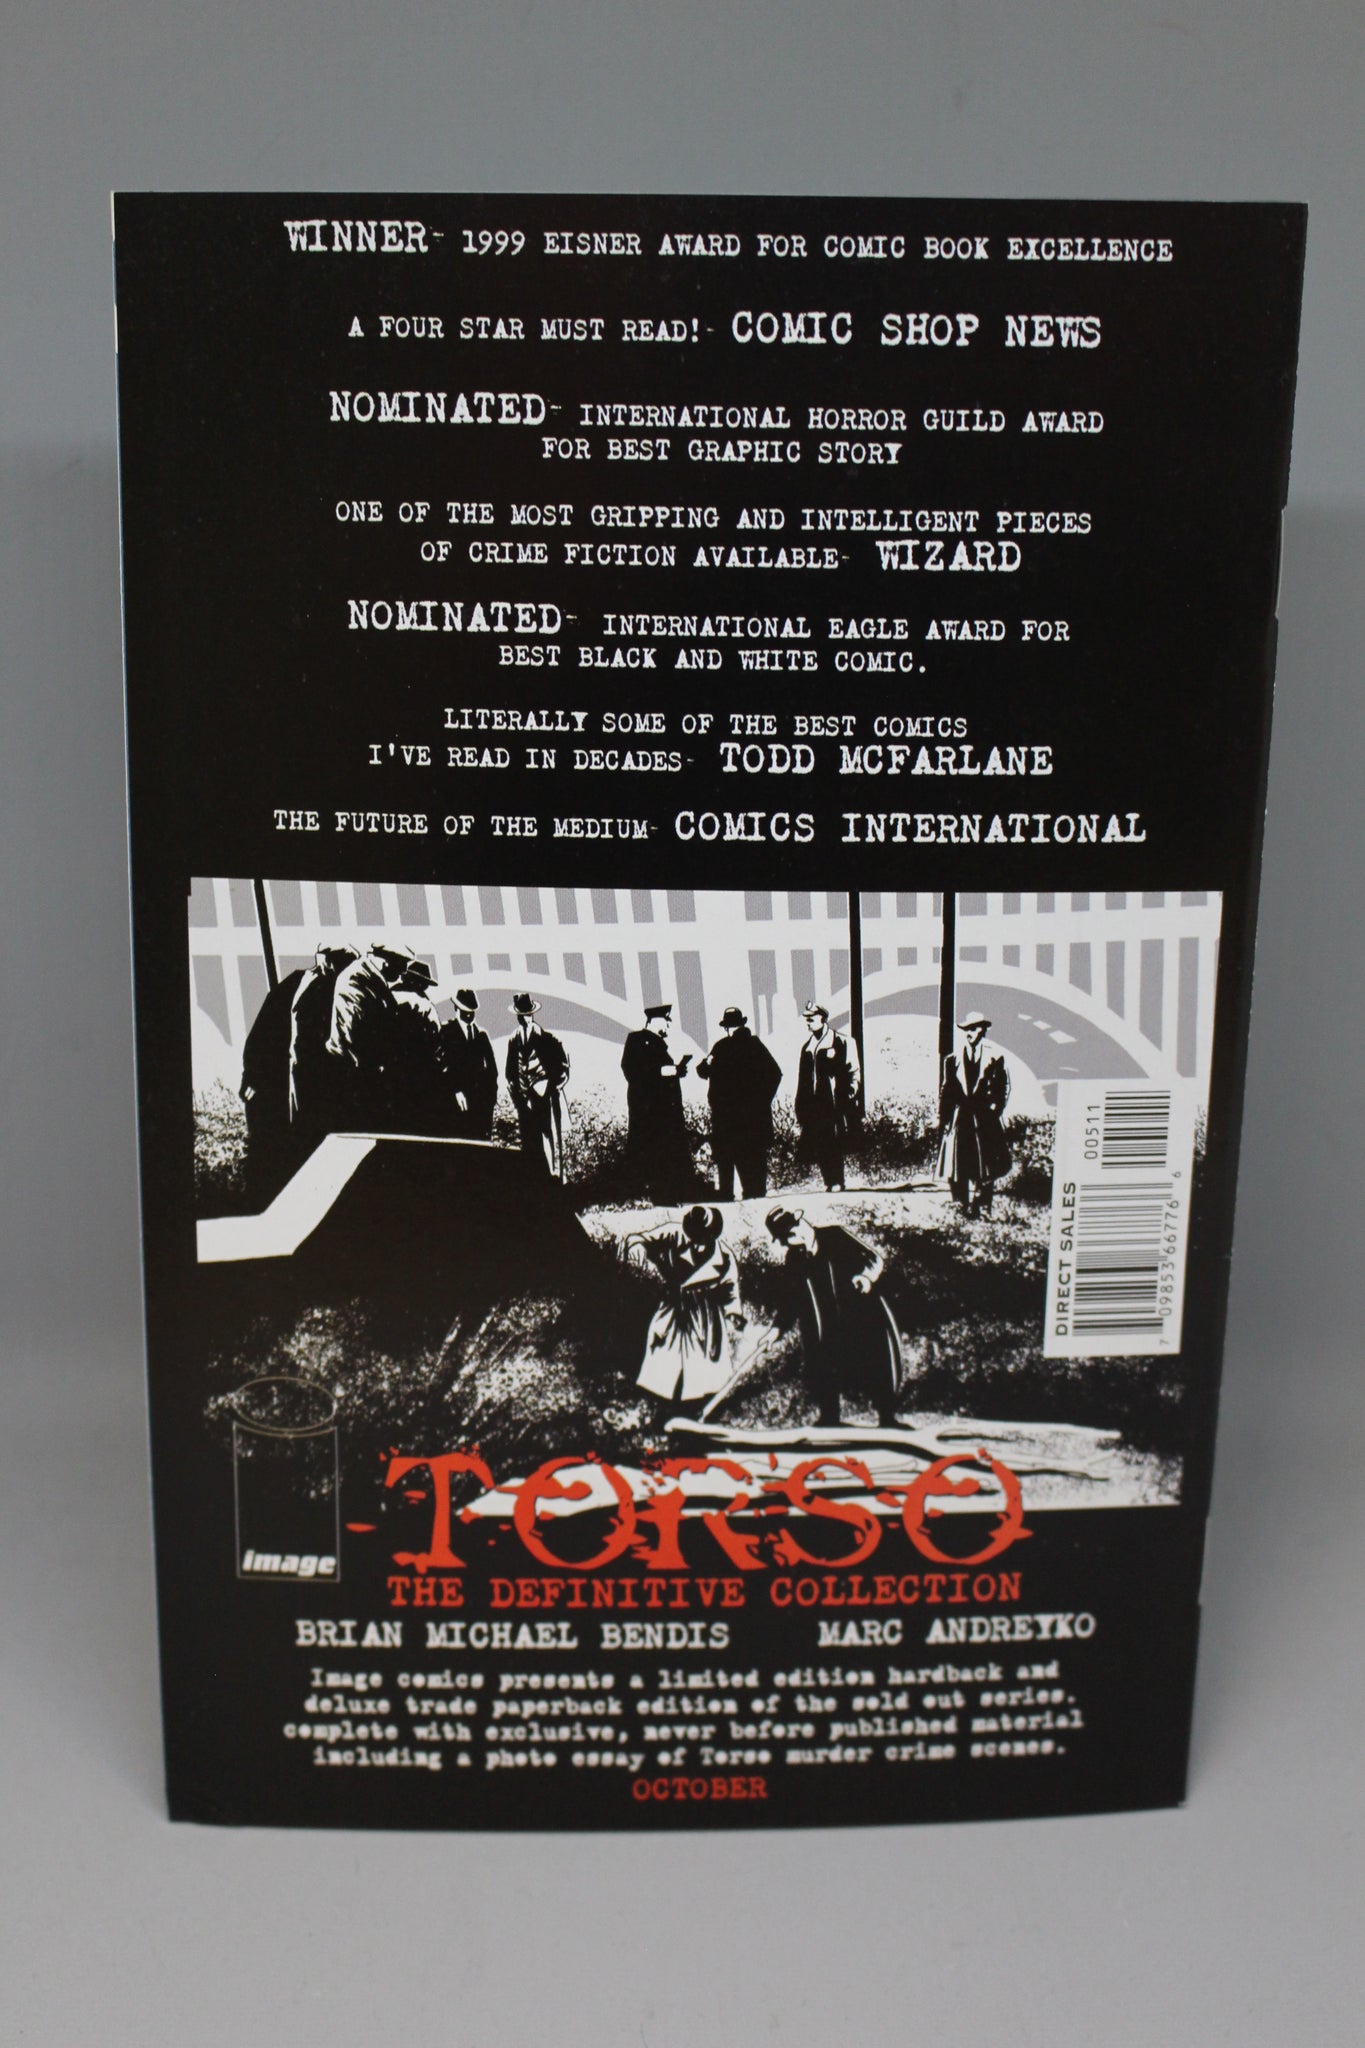 WINNER- 1999 EISNER AWARD FOR COMIC BOOK EXCELLENCE
A FOUR STAR MUST READ!- COMIC SHOP NEWS
NOMINATED- INTERNATIONAL HORROR GUILD AWARD
FOR BEST GRAPHIC STORY
ONE OF THE MOST GRIPPING AND INTELLIGENT PIECES
OF CRIME FICTION AVAILABLE- WIZARD
NOMINATED- INTERNATIONAL EAGLE AWARD FOR
BEST BLACK AND WHITE COMIC.
LITERALLY SOME OF THE BEST COMICS
I'VE READ IN DECADES- TODD MCFARLANE
THE FUTURE OF THE MEDIUM- COMICS INTERNATIONAL
DIRECT SALES
00511
7 09853 66776 6
image
TORSO
THE DEFINITIVE COLLECTION
BRIAN MICHAEL BENDIS MARC ANDREYKO
Image comics presents a limited edition hardback and
deluxe trade paperback edition of the sold out series.
complete with exclusive, never before published material
including a photo essay of Torso murder crime scenes.
OCTOBER